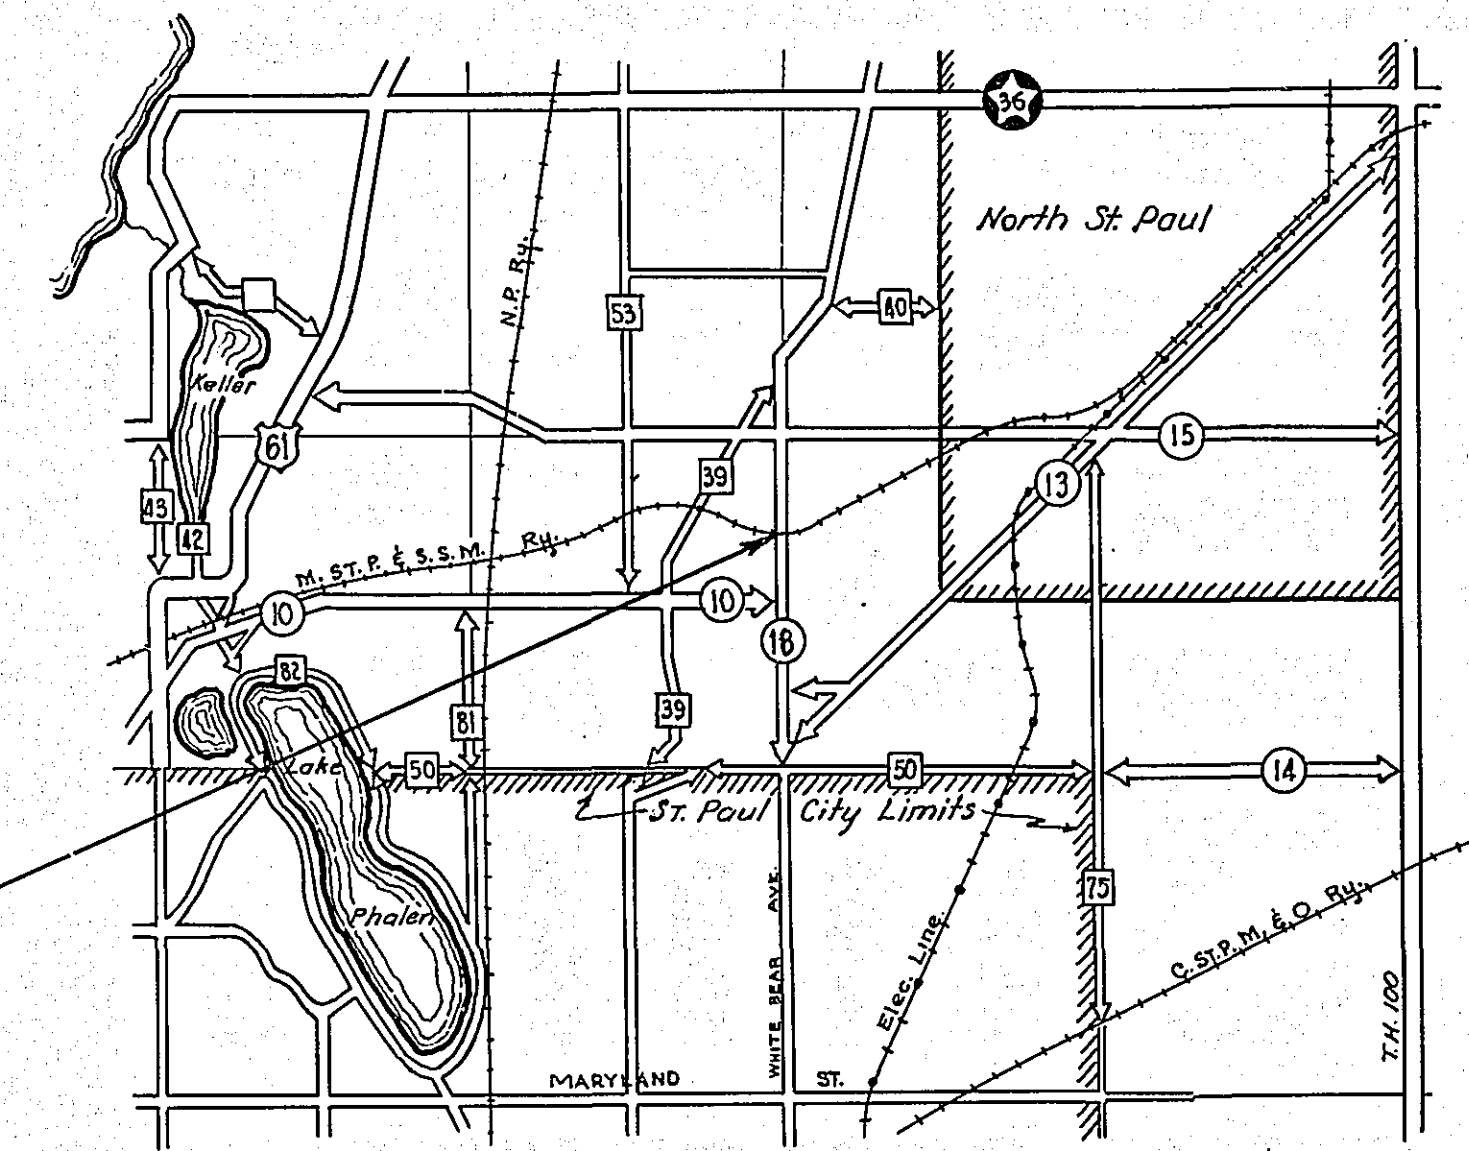 36
North St. Paul
N.P. Ry.
53
40
Keller
61
15
39
13
43
42
M. ST. P. & S. S. M. Ry.
10
10
18
82
39
81
Lake
50
50
14
ST. Paul City Limits
75
Phalen
WHITE BEAR AVE.
Elec. Line
C. ST. P. M. & O. Ry.
T.H. 100
MARYLAND ST.